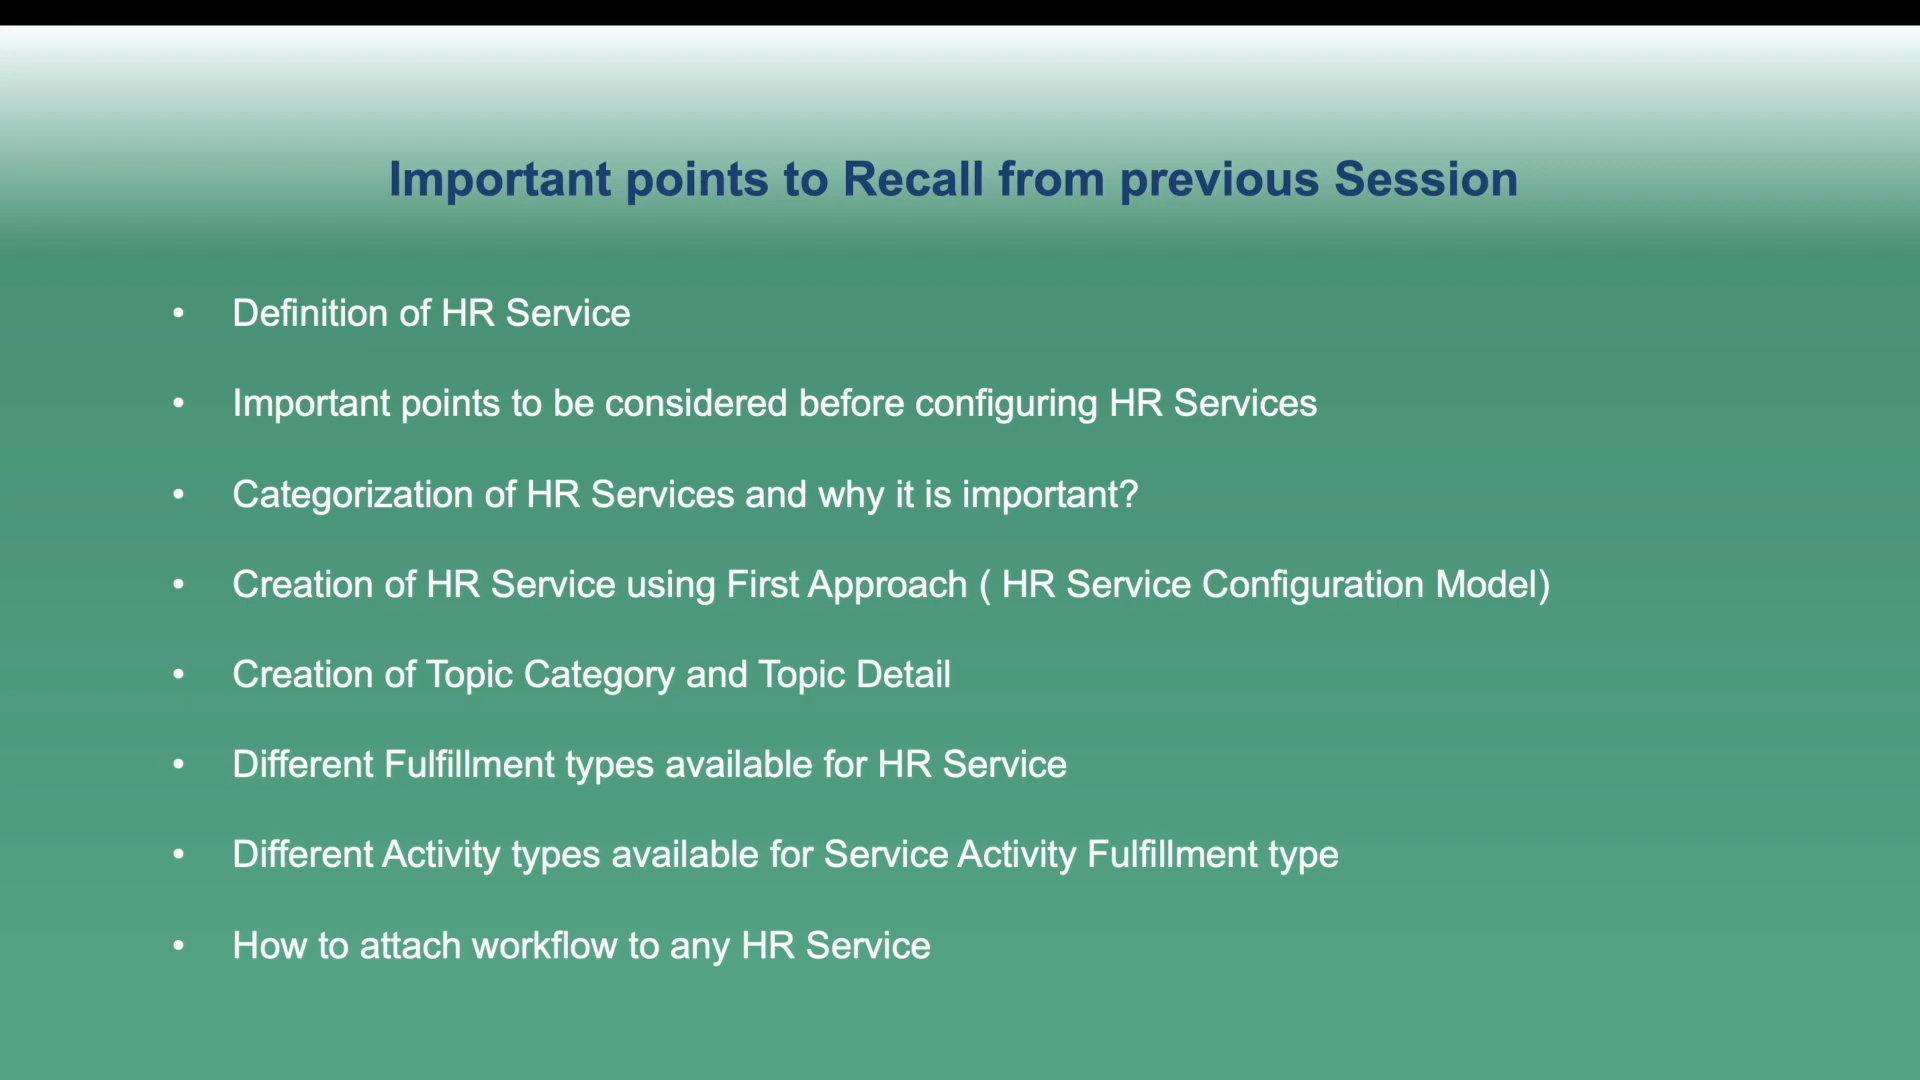 Important points to Recall from previous Session
• Definition of HR Service
• Important points to be considered before configuring HR Services
• Categorization of HR Services and why it is important?
• Creation of HR Service using First Approach ( HR Service Configuration Model)
• Creation of Topic Category and Topic Detail
• Different Fulfillment types available for HR Service
• Different Activity types available for Service Activity Fulfillment type
• How to attach workflow to any HR Service